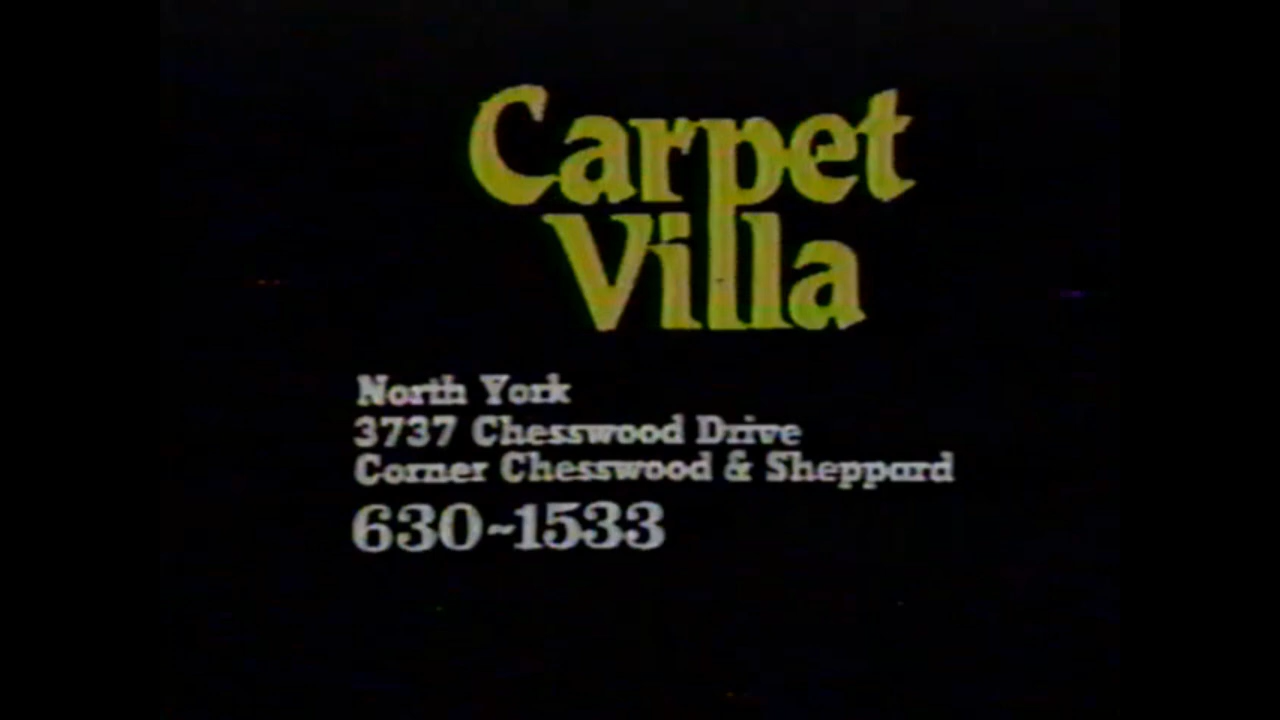 Carpet
Villa
North York
3737 Chesswood Drive
Corner Chesswood & Sheppard
630~1533